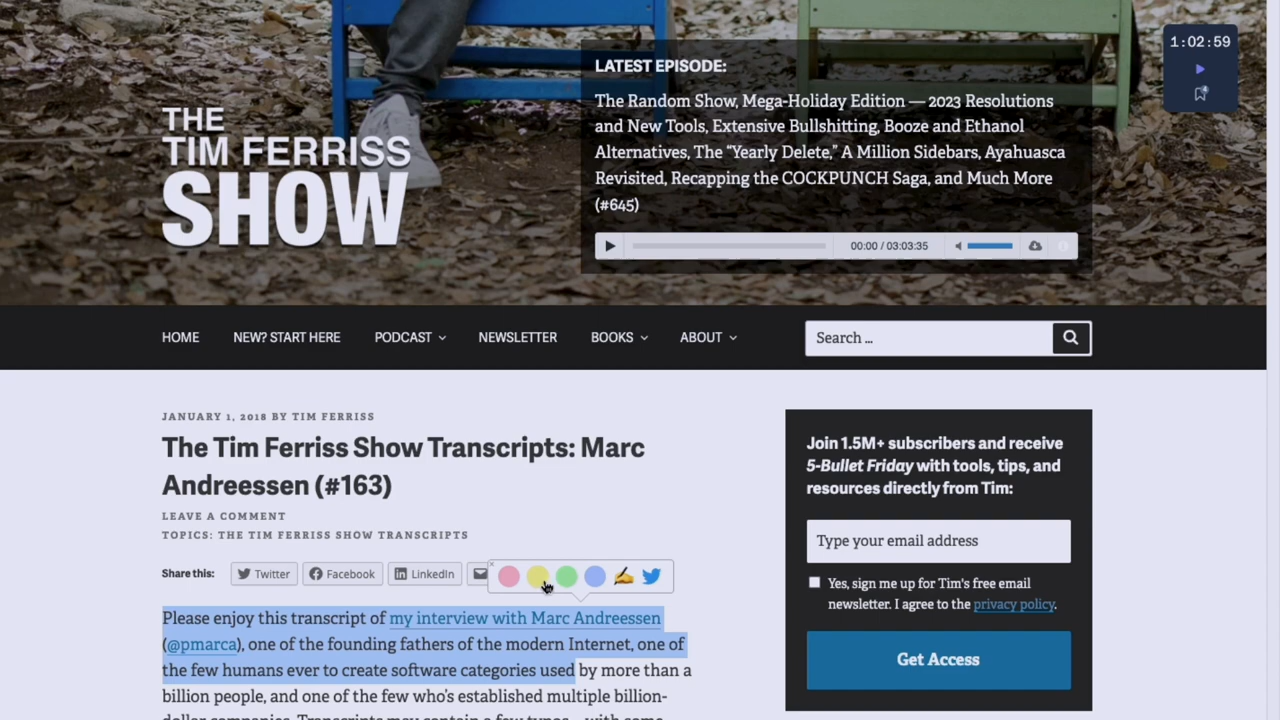 1:02:59
4
LATEST EPISODE:
The Random Show, Mega-Holiday Edition — 2023 Resolutions
and New Tools, Extensive Bullshitting, Booze and Ethanol
Alternatives, The “Yearly Delete,” A Million Sidebars, Ayahuasca
Revisited, Recapping the COCKPUNCH Saga, and Much More
(#645)
00:00 / 03:03:35
THE
TIM FERRISS
SHOW
HOME NEW? START HERE PODCAST NEWSLETTER BOOKS ABOUT Search ...
JANUARY 1, 2018 BY TIM FERRISS
The Tim Ferriss Show Transcripts: Marc
Andreessen (#163)
LEAVE A COMMENT
TOPICS: THE TIM FERRISS SHOW TRANSCRIPTS
Share this: Twitter Facebook LinkedIn
Please enjoy this transcript of my interview with Marc Andreessen
(@pmarca), one of the founding fathers of the modern Internet, one of
the few humans ever to create software categories used by more than a
billion people, and one of the few who’s established multiple billion-
dollar companies. Transcripts may contain a few typos—with some
Join 1.5M+ subscribers and receive
5-Bullet Friday with tools, tips, and
resources directly from Tim:
Type your email address
Yes, sign me up for Tim's free email
newsletter. I agree to the privacy policy.
Get Access